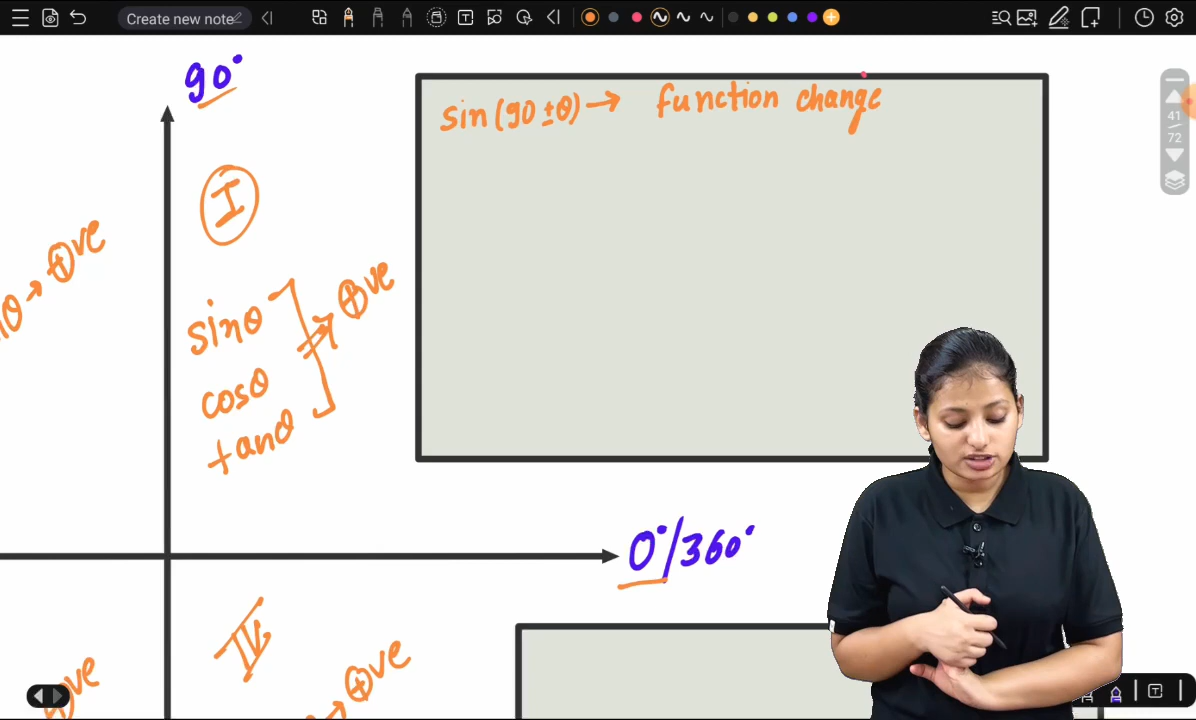 Create new note
90°
sin(90±θ)→ function change
41
72
I
θ→⊕ve
sinθ
cosθ
tanθ
⊕ve
0°/360°
IV
⊕ve
ve